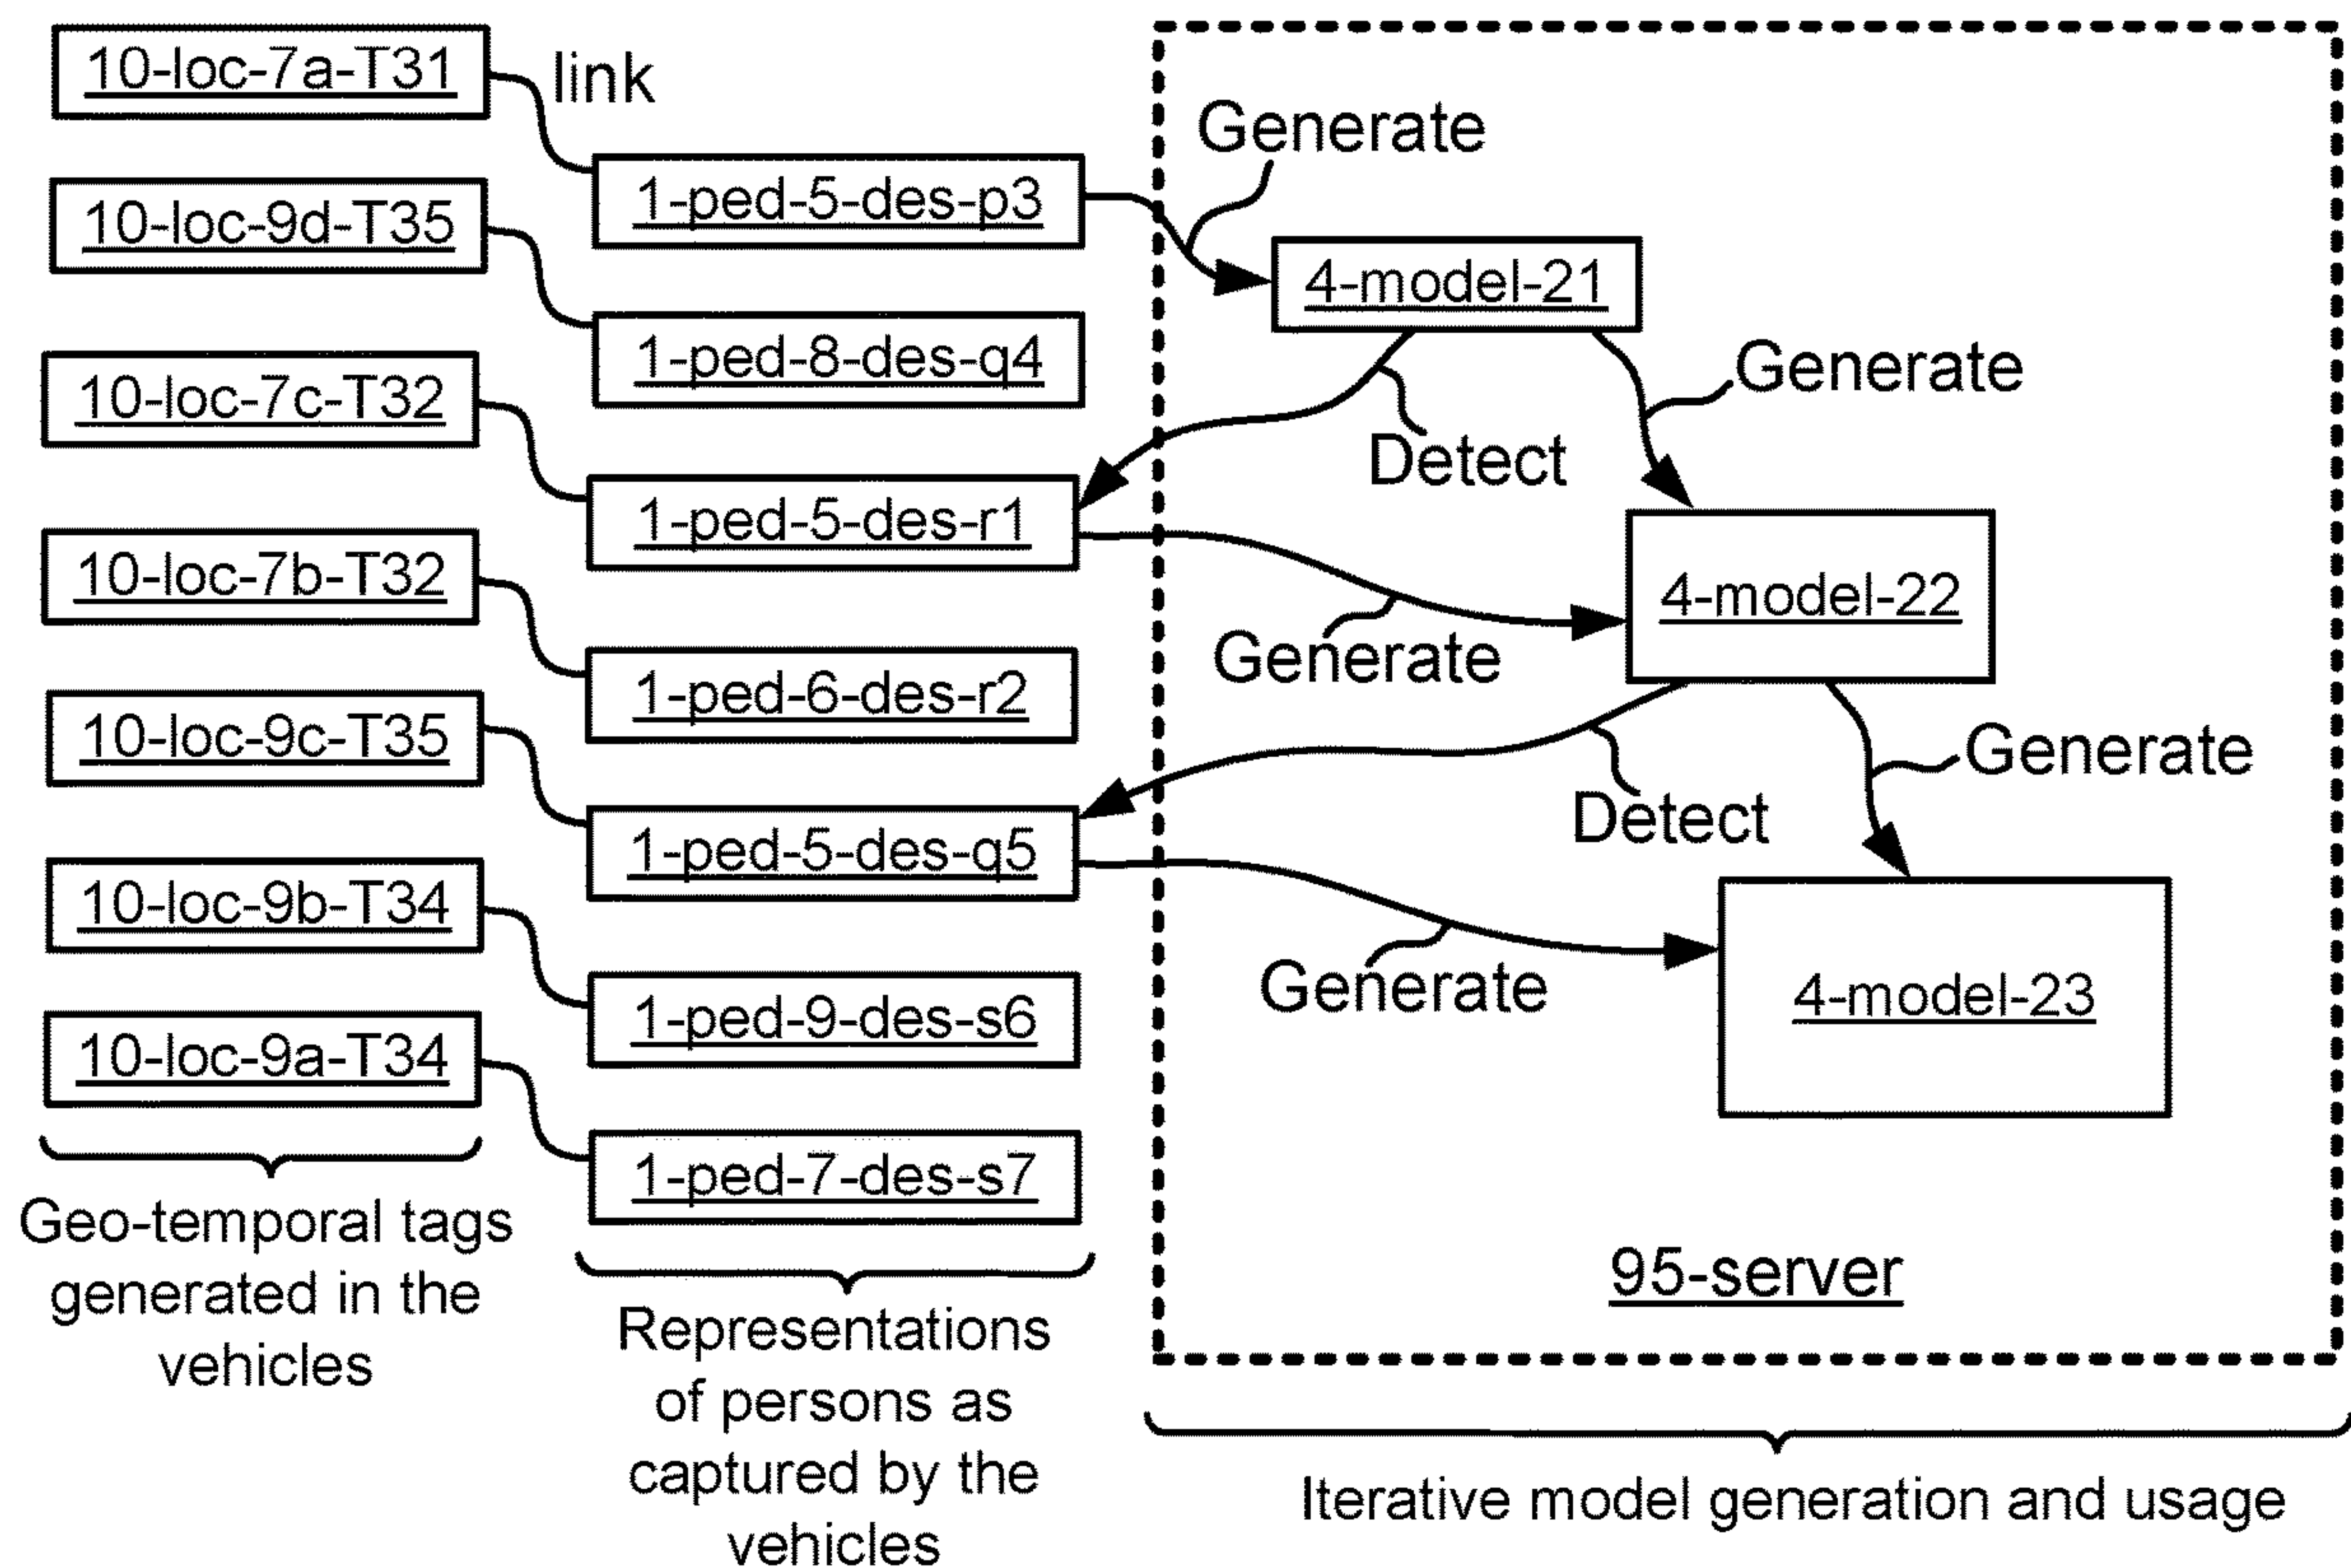 10-loc-7a-T31
link
10-loc-9d-T35
10-loc-7c-T32
10-loc-7b-T32
10-loc-9c-T35
10-loc-9b-T34
10-loc-9a-T34
Geo-temporal tags
generated in the
vehicles
1-ped-5-des-p3
1-ped-8-des-q4
1-ped-5-des-r1
1-ped-6-des-r2
1-ped-5-des-q5
1-ped-9-des-s6
1-ped-7-des-s7
Representations
of persons as
captured by the
vehicles
Generate
4-model-21
Generate
Detect
4-model-22
Generate
Generate
Detect
4-model-23
Generate
95-server
Iterative model generation and usage